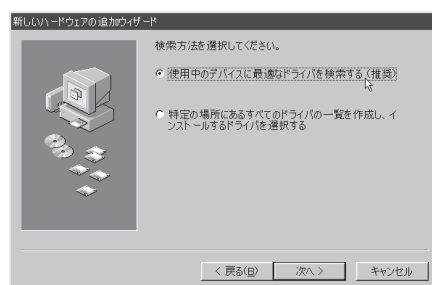 新しいハードウェアの追加ウィザード
検索方法を選択してください。
使用中のデバイスに最適なドライバを検索する(推奨)
特定の場所にあるすべてのドライバの一覧を作成し、イ
ンストールするドライバを選択する
< 戻る(B)
次へ >
キャンセル